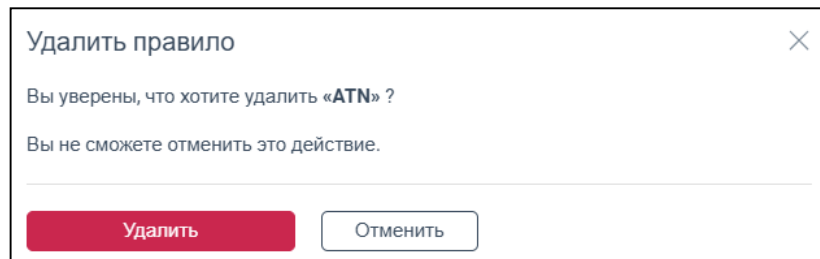 Удалить правило
Вы уверены, что хотите удалить «ATN» ?
Вы не сможете отменить это действие.
Удалить Отменить